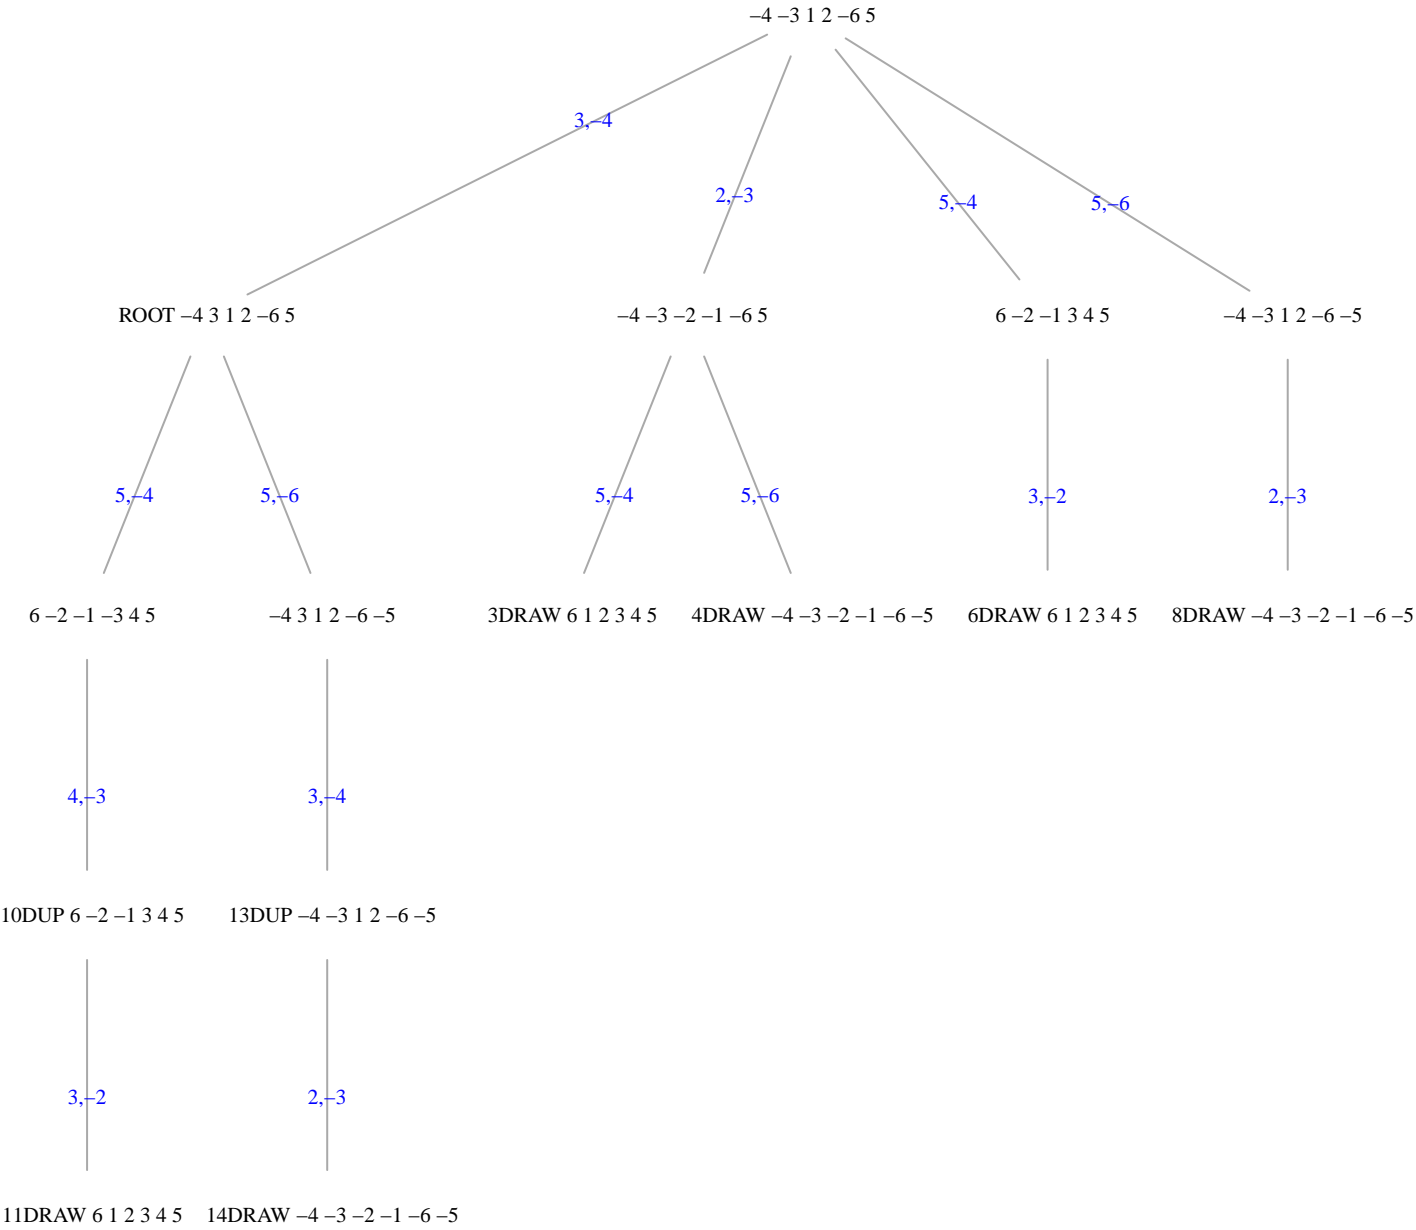 −4 −3 1 2 −6 5
3,−4
2,−3
5,−4
5,−6
ROOT −4 3 1 2 −6 5
−4 −3 −2 −1 −6 5
6 −2 −1 3 4 5
−4 −3 1 2 −6 −5
5,−4
5,−6
5,−4
5,−6
3,−2
2,−3
6 −2 −1 −3 4 5
−4 3 1 2 −6 −5
3DRAW 6 1 2 3 4 5
4DRAW −4 −3 −2 −1 −6 −5
6DRAW 6 1 2 3 4 5
8DRAW −4 −3 −2 −1 −6 −5
4,−3
3,−4
10DUP 6 −2 −1 3 4 5
13DUP −4 −3 1 2 −6 −5
3,−2
2,−3
11DRAW 6 1 2 3 4 5
14DRAW −4 −3 −2 −1 −6 −5